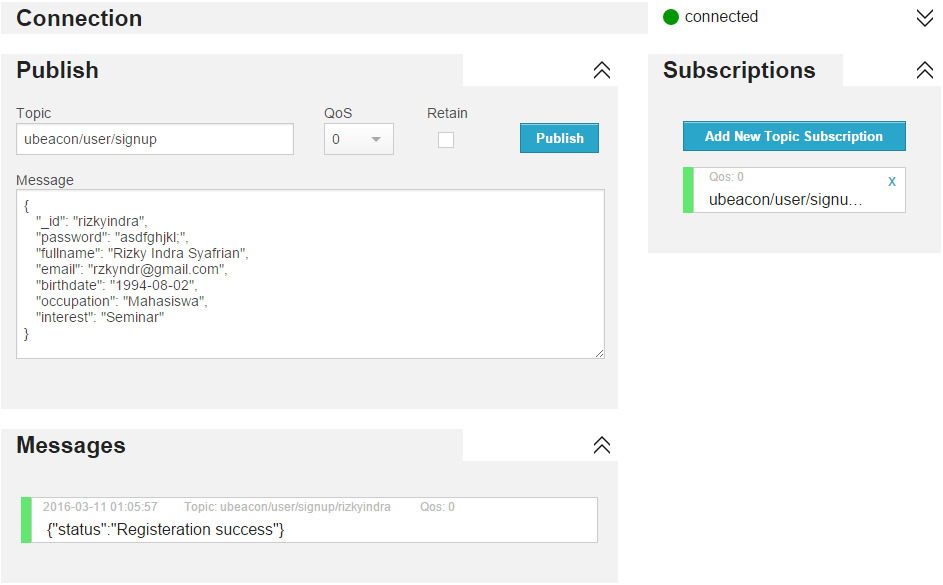 Connection
connected
Publish
Subscriptions
Topic
QoS
Retain
ubeacon/user/signup
0
Publish
Add New Topic Subscription
Qos: 0
x
ubeacon/user/signu…
Message
{
"_id": "rizkyindra",
"password": "asdfghjkl;",
"fullname": "Rizky Indra Syafrian",
"email": "rzkyndr@gmail.com",
"birthdate": "1994-08-02",
"occupation": "Mahasiswa",
"interest": "Seminar"
}
Messages
2016-03-11 01:05:57 Topic: ubeacon/user/signup/rizkyindra Qos: 0
{"status":"Registeration success"}